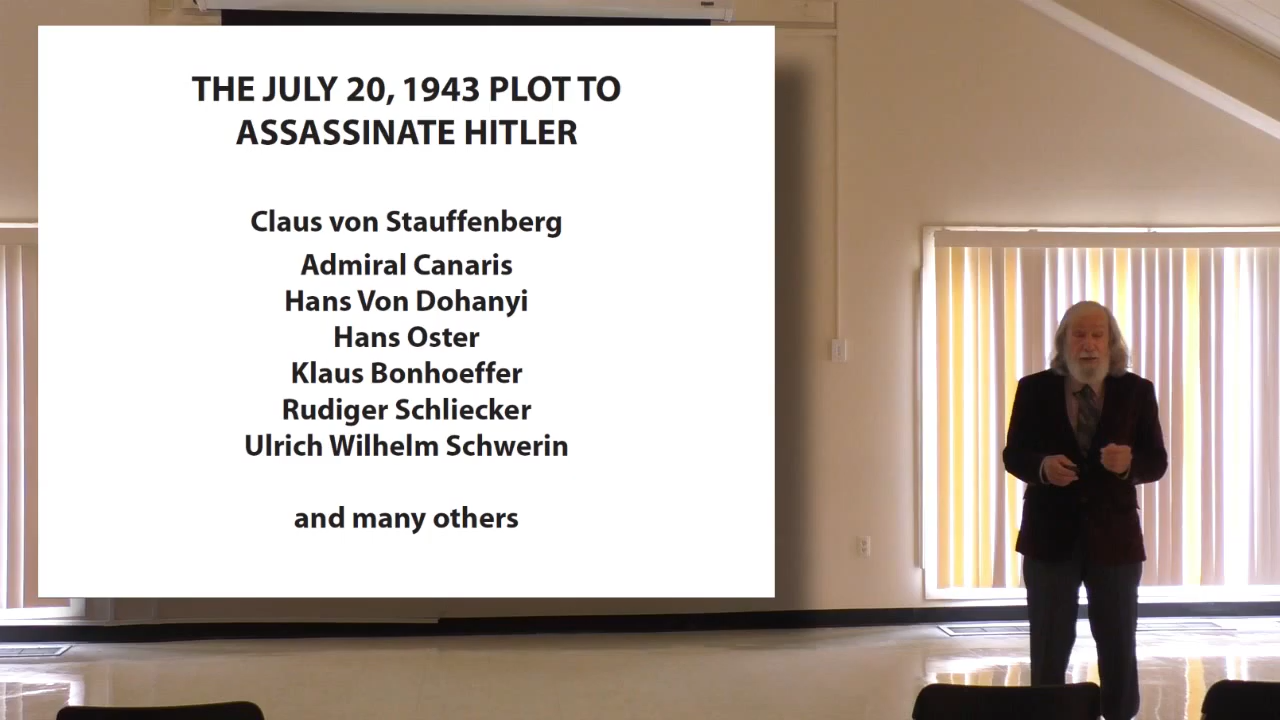 THE JULY 20, 1943 PLOT TO
ASSASSINATE HITLER
Claus von Stauffenberg
Admiral Canaris
Hans Von Dohanyi
Hans Oster
Klaus Bonhoeffer
Rudiger Schliecker
Ulrich Wilhelm Schwerin
and many others